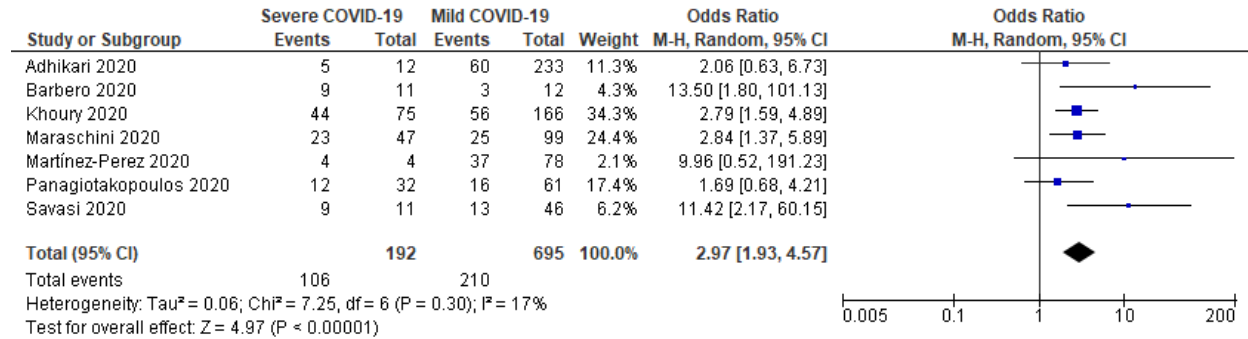 Severe COVID-19 Mild COVID-19 Odds Ratio Odds Ratio
Study or Subgroup Events Total Events Total Weight M-H, Random, 95% CI M-H, Random, 95% CI
Adhikari 2020 5 12 60 233 11.3% 2.06 [0.63, 6.73]
Barbero 2020 9 11 3 12 4.3% 13.50 [1.80, 101.13]
Khoury 2020 44 75 56 166 34.3% 2.79 [1.59, 4.89]
Maraschini 2020 23 47 25 99 24.4% 2.84 [1.37, 5.89]
Martínez-Perez 2020 4 4 37 78 2.1% 9.96 [0.52, 191.23]
Panagiotakopoulos 2020 12 32 16 61 17.4% 1.69 [0.68, 4.21]
Savasi 2020 9 11 13 46 6.2% 11.42 [2.17, 60.15]
Total (95% CI) 192 695 100.0% 2.97 [1.93, 4.57]
Total events 106 210
Heterogeneity: Tau² = 0.06; Chi² = 7.25, df = 6 (P = 0.30); I² = 17%
Test for overall effect: Z = 4.97 (P < 0.00001)
0.005 0.1 1 10 200